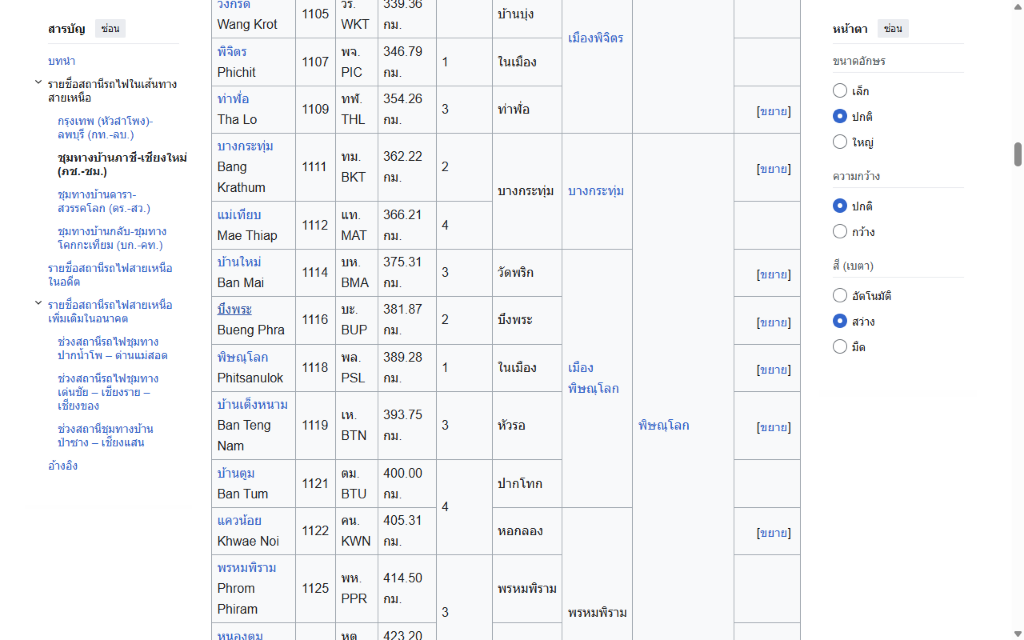 สารบัญ ซ่อน
บทนำ
รายชื่อสถานีรถไฟในเส้นทาง
สายเหนือ
กรุงเทพ (หัวลำโพง)-
ลพบุรี (กท.-ลบ.)
ชุมทางบ้านภาชี-เชียงใหม่
(ภช.-ชม.)
ชุมทางบ้านดารา-
สวรรคโลก (ดร.-สว.)
ชุมทางบ้านกลับ-ชุมทาง
โคกกะเทียม (บก.-คท.)
รายชื่อสถานีรถไฟสายเหนือ
ในอดีต
รายชื่อสถานีรถไฟสายเหนือ
เพิ่มเติมในอนาคต
ช่วงสถานีรถไฟชุมทาง
ปากน้ำโพ – ด่านแม่สอด
ช่วงสถานีรถไฟชุมทาง
เด่นชัย – เชียงราย –
เชียงของ
ช่วงสถานีชุมทางบ้าน
ป่าซาง – เชียงแสน
อ้างอิง
วังกรด
Wang Krot
1105
วร.
WKT
339.36
กม.
บ้านบุ่ง
เมืองพิจิตร
พิจิตร
Phichit
1107
พจ.
PIC
346.79
กม.
1
ในเมือง
ท่าฬ่อ
Tha Lo
1109
ทฬ.
THL
354.26
กม.
3
ท่าฬ่อ
[ขยาย]
บางกระทุ่ม
Bang
Krathum
1111
ทม.
BKT
362.22
กม.
2
บางกระทุ่ม
บางกระทุ่ม
[ขยาย]
แม่เทียบ
Mae Thiap
1112
แท.
MAT
366.21
กม.
4
บ้านใหม่
Ban Mai
1114
บห.
BMA
375.31
กม.
3
วัดพริก
[ขยาย]
บึงพระ
Bueng Phra
1116
บะ.
BUP
381.87
กม.
2
บึงพระ
[ขยาย]
พิษณุโลก
Phitsanulok
1118
พล.
PSL
389.28
กม.
1
ในเมือง
เมือง
พิษณุโลก
[ขยาย]
บ้านเต็งหนาม
Ban Teng
Nam
1119
เห.
BTN
393.75
กม.
3
หัวรอ
พิษณุโลก
[ขยาย]
บ้านตูม
Ban Tum
1121
ตม.
BTU
400.00
กม.
4
ปากโทก
แควน้อย
Khwae Noi
1122
คน.
KWN
405.31
กม.
หอกลอง
[ขยาย]
พรหมพิราม
Phrom
Phiram
1125
พห.
PPR
414.50
กม.
3
พรหมพิราม
พรหมพิราม
หนองตม
หต
423.20
หน้าตา ซ่อน
ขนาดอักษร
เล็ก
ปกติ
ใหญ่
ความกว้าง
ปกติ
กว้าง
สี (เบตา)
อัตโนมัติ
สว่าง
มืด